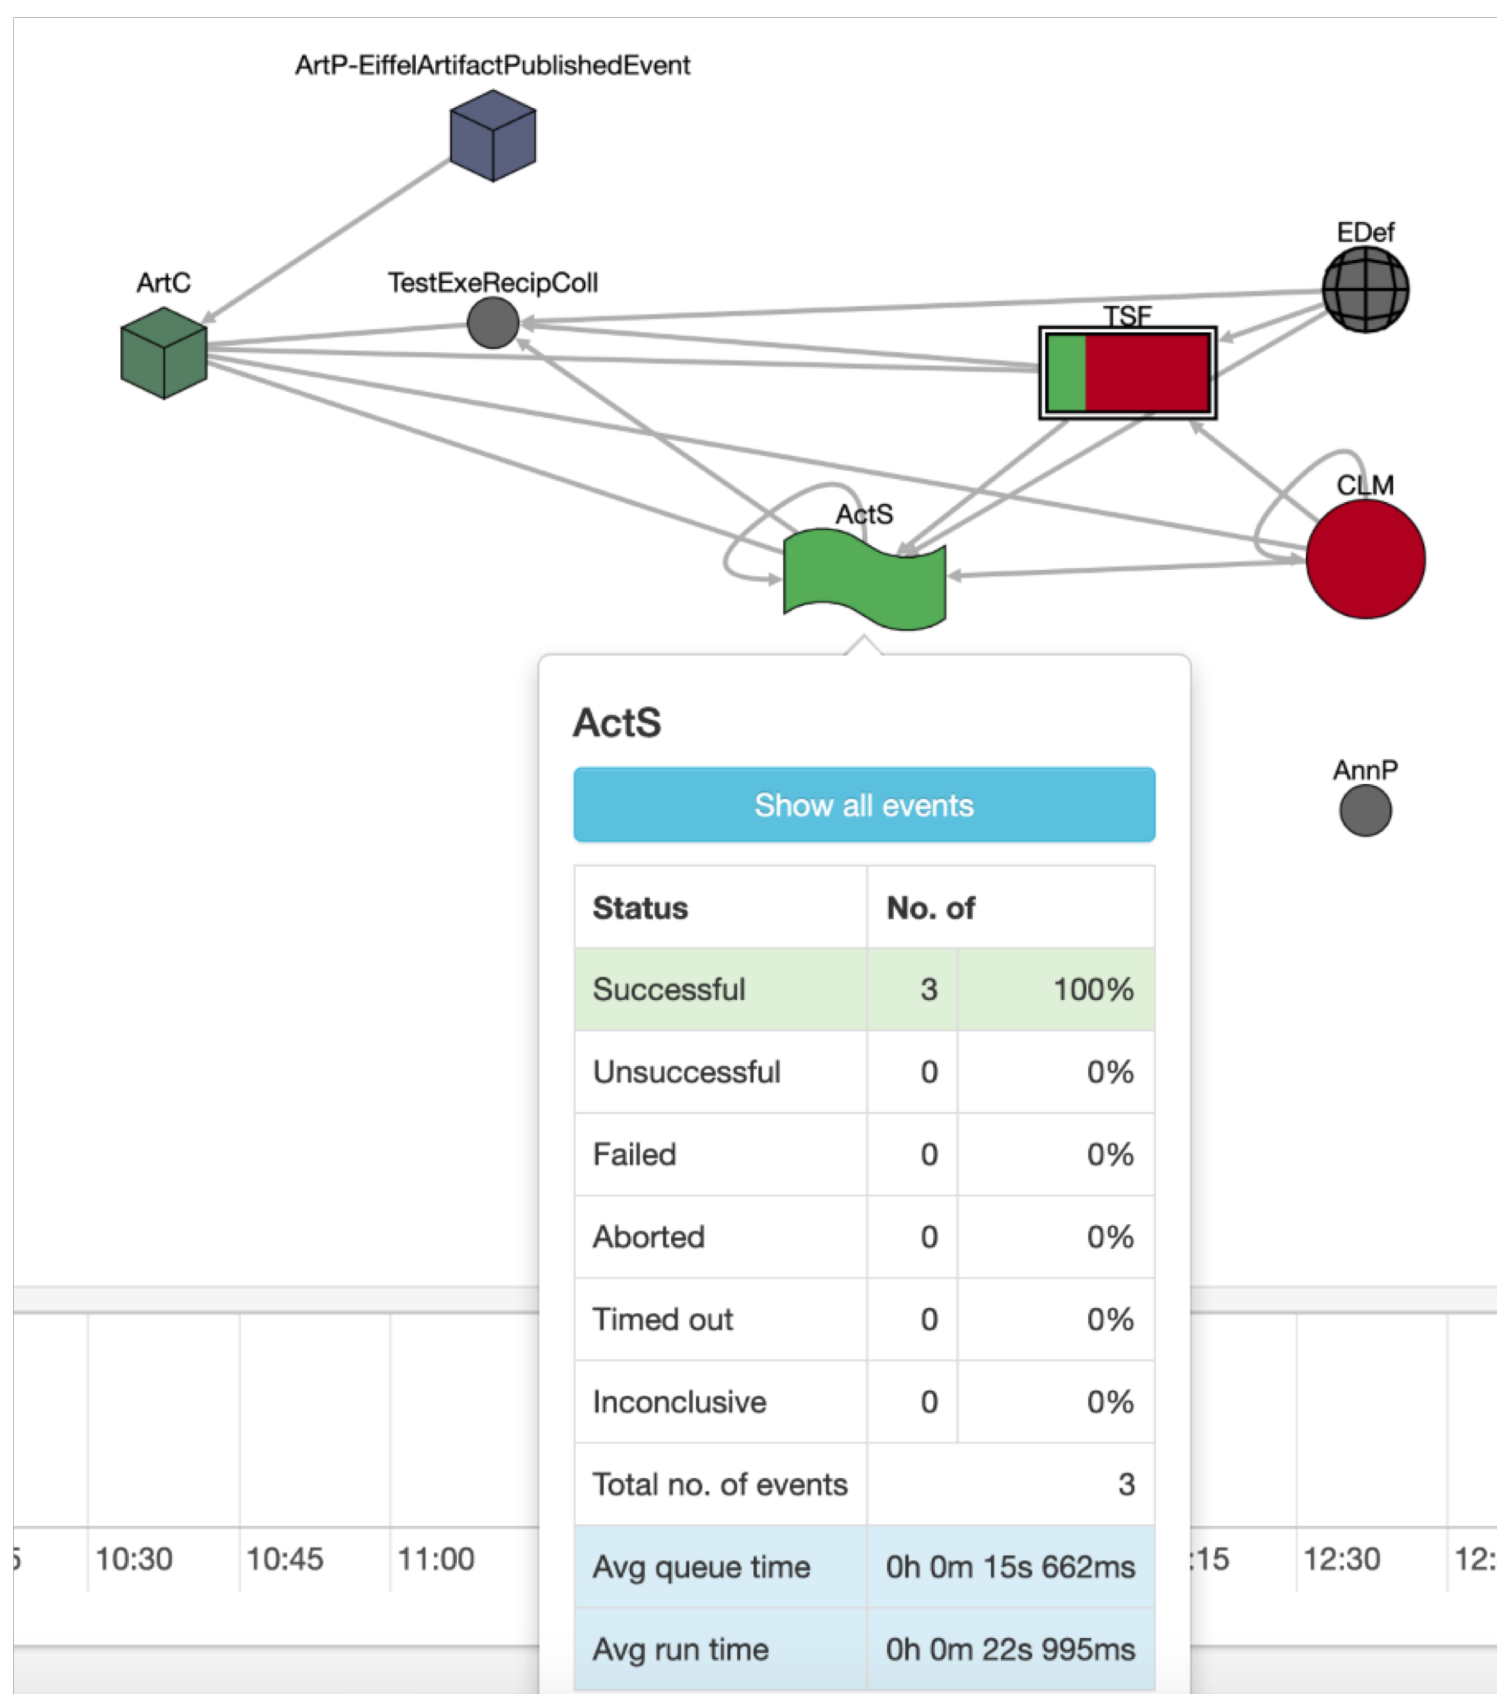 ArtP-EiffelArtifactPublishedEvent
EDef
ArtC
TestExeRecipColl
TSF
CLM
ActS
ActS
Show all events
AnnP
Status No. of
Successful 3 100%
Unsuccessful 0 0%
Failed 0 0%
Aborted 0 0%
Timed out 0 0%
Inconclusive 0 0%
Total no. of events 3
5 10:30 10:45 11:00 :15 12:30 12:
Avg queue time 0h 0m 15s 662ms
Avg run time 0h 0m 22s 995ms